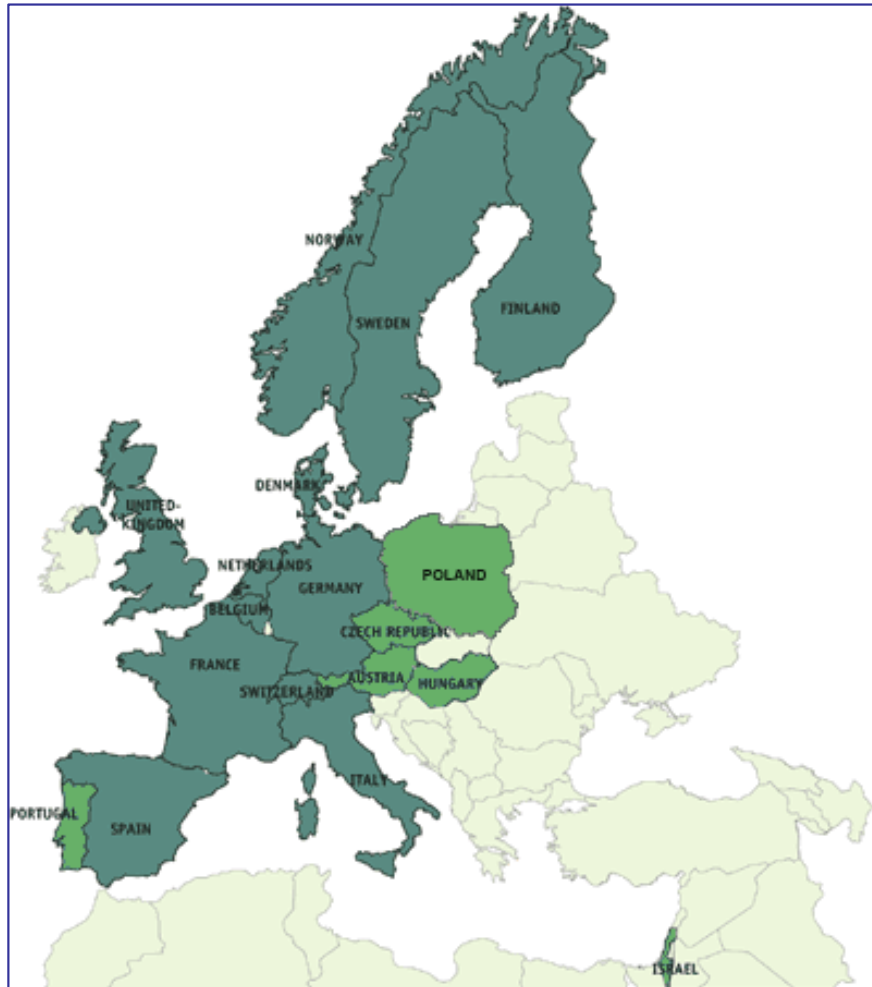 NORWAY
SWEDEN
FINLAND
DENMARK
UNITED-
KINGDOM
NETHERLANDS
BELGIUM
GERMANY
POLAND
CZECH REPUBLIC
FRANCE
SWITZERLAND
AUSTRIA
HUNGARY
ITALY
PORTUGAL
SPAIN
ISRAEL